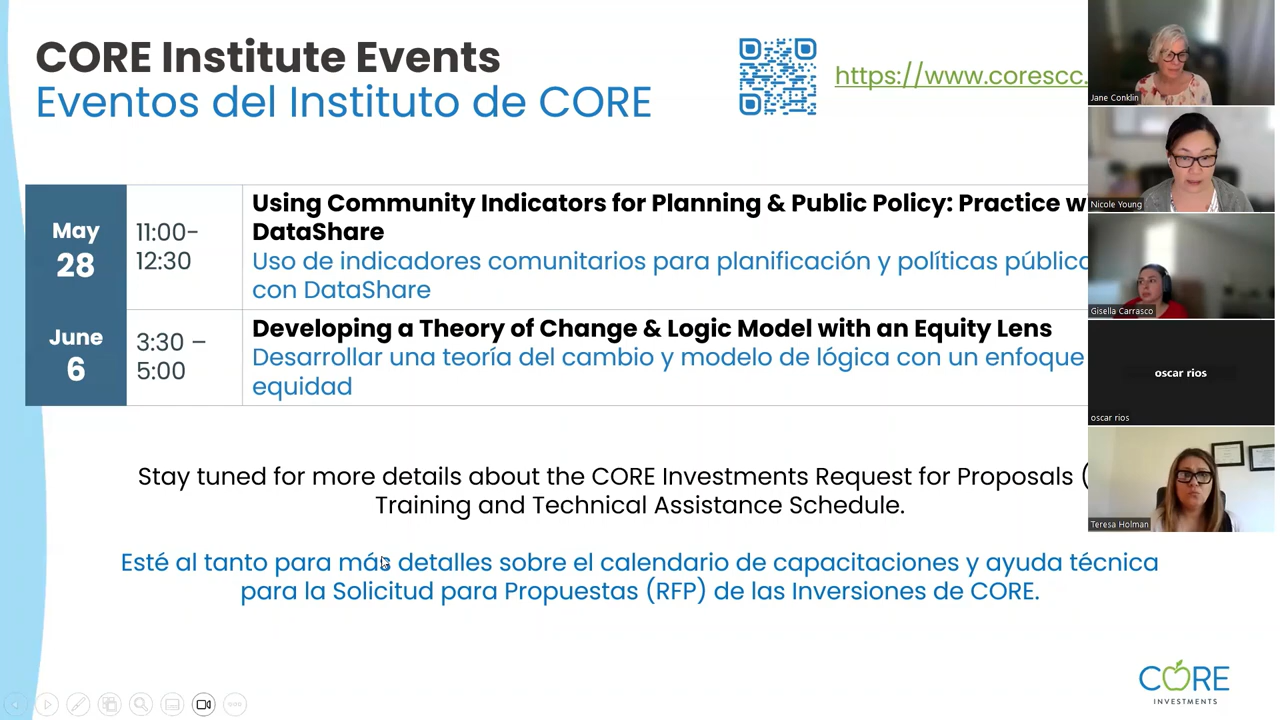 CORE Institute Events
Eventos del Instituto de CORE
https://www.corescc.
May
28
11:00-
12:30
Using Community Indicators for Planning & Public Policy: Practice w
DataShare
Uso de indicadores comunitarios para planificación y políticas pública
con DataShare
June
6
3:30 –
5:00
Developing a Theory of Change & Logic Model with an Equity Lens
Desarrollar una teoría del cambio y modelo de lógica con un enfoque
equidad
Stay tuned for more details about the CORE Investments Request for Proposals (
Training and Technical Assistance Schedule.
Esté al tanto para más detalles sobre el calendario de capacitaciones y ayuda técnica
para la Solicitud para Propuestas (RFP) de las Inversiones de CORE.
Jane Conklin
Nicole Young
Gisella Carrasco
oscar rios
oscar rios
Teresa Holman
CORE
INVESTMENTS